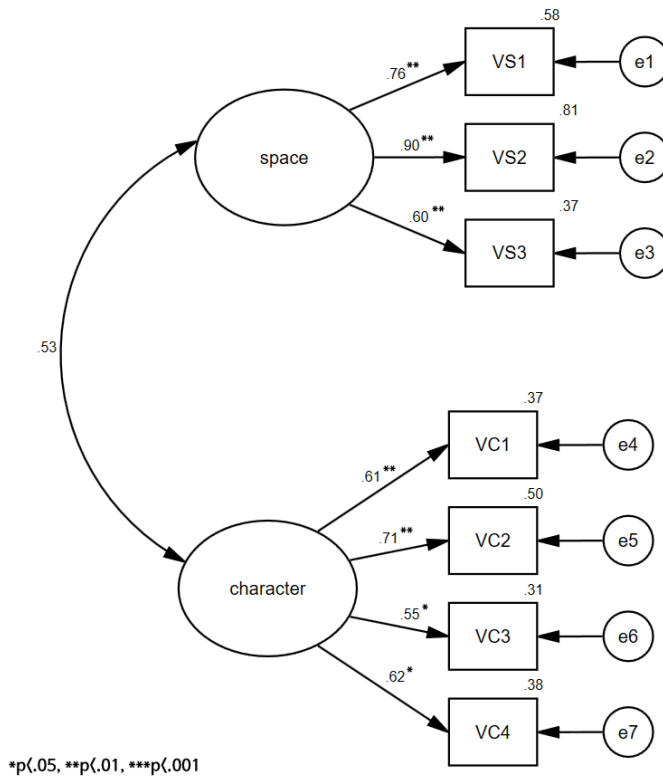 .58
.76** VS1 e1
.81
space .90** VS2 e2
.37
.60** VS3 e3
.53
.37
.61** VC1 e4
.50
.71** VC2 e5
character .31
.55* VC3 e6
.38
.62* VC4 e7
*p⟨.05, **p⟨.01, ***p⟨.001